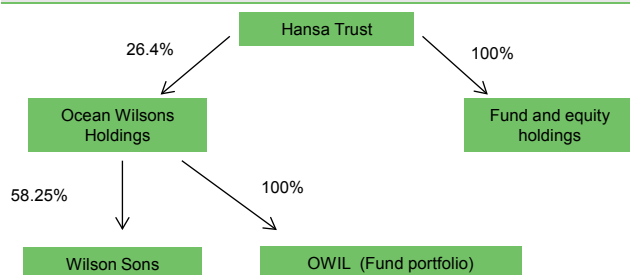 Hansa Trust
26.4%
100%
Ocean Wilsons
Holdings
Fund and equity
holdings
58.25%
100%
Wilson Sons
OWIL (Fund portfolio)